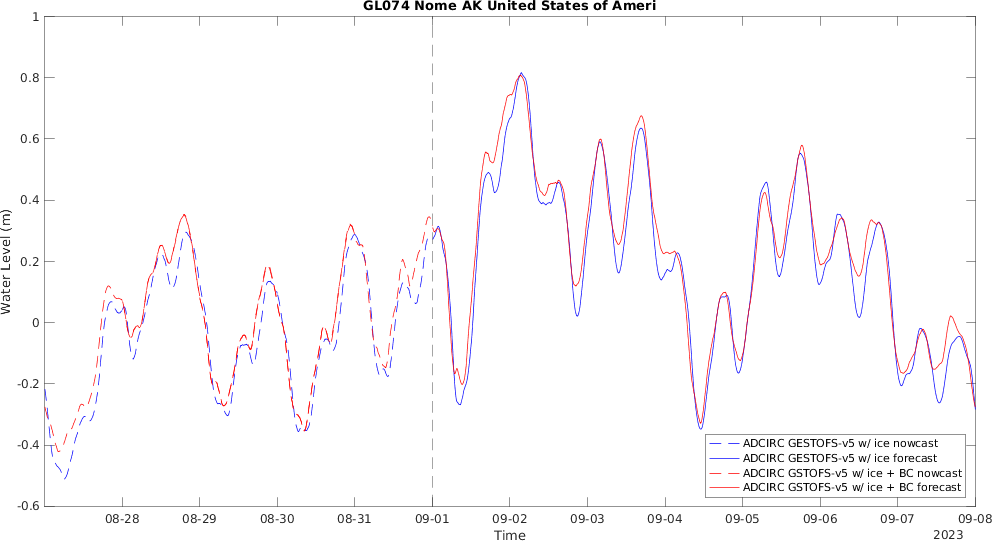 GL074 Nome AK United States of Ameri
1
0.8
0.6
0.4
0.2
0
-0.2
-0.4
-0.6
Water Level (m)
ADCIRC GESTOFS-v5 w/ ice nowcast
ADCIRC GESTOFS-v5 w/ ice forecast
ADCIRC GSTOFS-v5 w/ ice + BC nowcast
ADCIRC GSTOFS-v5 w/ ice + BC forecast
08-28 08-29 08-30 08-31 09-01 09-02 09-03 09-04 09-05 09-06 09-07 09-08
Time
2023